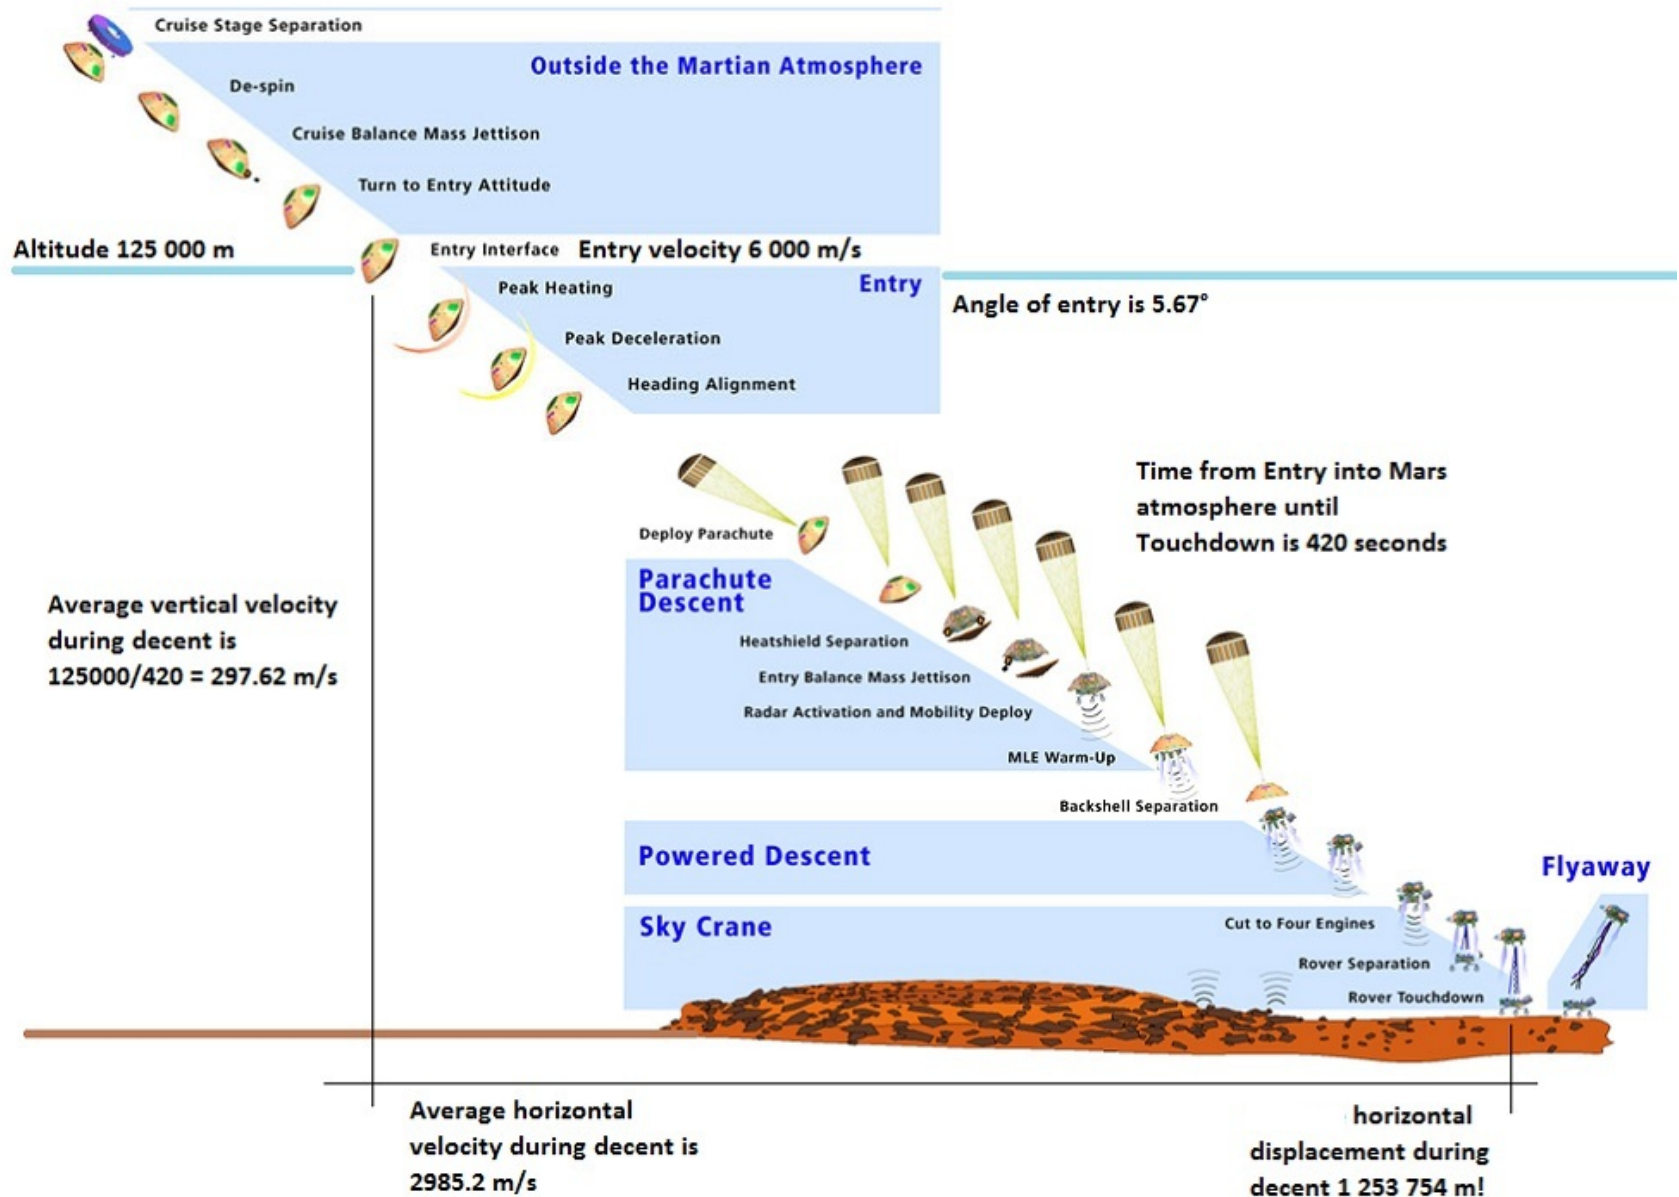 Cruise Stage Separation
Outside the Martian Atmosphere
De-spin
Cruise Balance Mass Jettison
Turn to Entry Attitude
Altitude 125 000 m
Entry Interface
Entry velocity 6 000 m/s
Peak Heating
Entry
Angle of entry is 5.67°
Peak Deceleration
Heading Alignment
Time from Entry into Mars
atmosphere until
Touchdown is 420 seconds
Deploy Parachute
Parachute
Descent
Average vertical velocity
during decent is
125000/420 = 297.62 m/s
Heatshield Separation
Entry Balance Mass Jettison
Radar Activation and Mobility Deploy
MLE Warm-Up
Backshell Separation
Powered Descent
Flyaway
Sky Crane
Cut to Four Engines
Rover Separation
Rover Touchdown
Average horizontal
velocity during decent is
2985.2 m/s
horizontal
displacement during
decent 1 253 754 m!